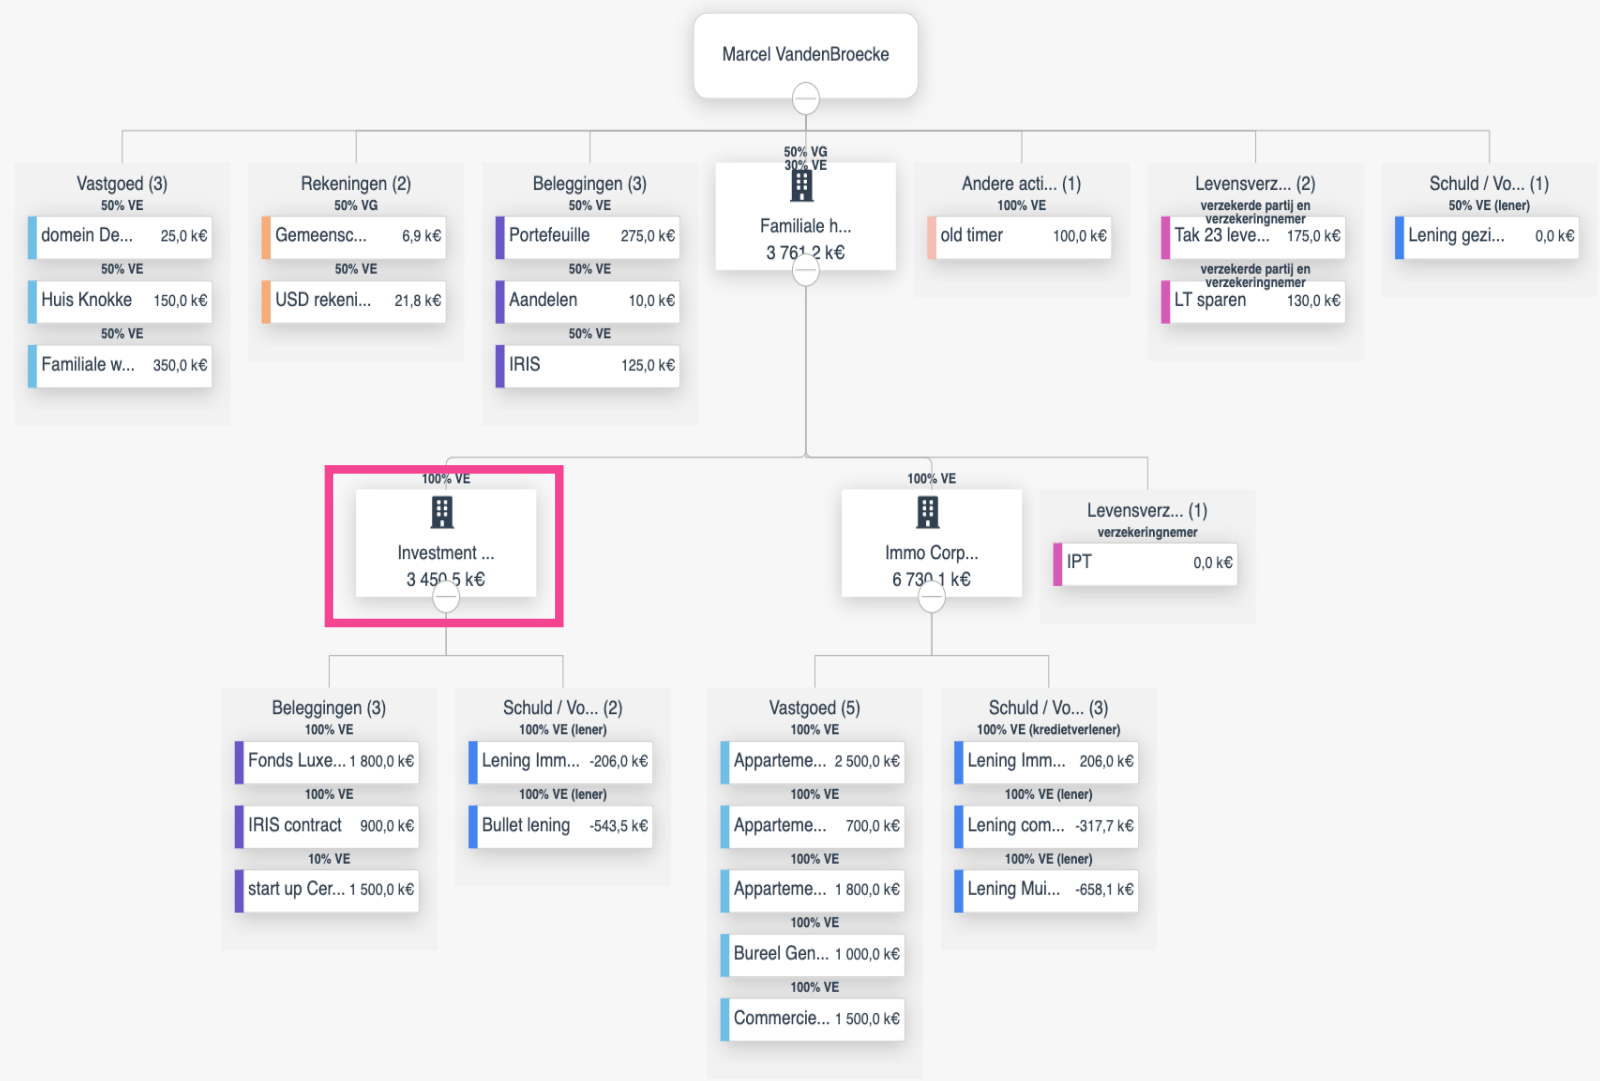 Marcel VandenBroecke
Vastgoed (3)
50% VE
domein De... 25,0 k€
50% VE
Huis Knokke 150,0 k€
50% VE
Familiale w... 350,0 k€
Rekeningen (2)
50% VG
Gemeensc... 6,9 k€
50% VE
USD rekeni... 21,8 k€
Beleggingen (3)
50% VE
Portefeuille 275,0 k€
50% VE
Aandelen 10,0 k€
50% VE
IRIS 125,0 k€
50% VG
30% VE
Familiale h...
3 761,2 k€
Andere acti... (1)
100% VE
old timer 100,0 k€
Levensverz... (2)
verzekerde partij en
verzekeringnemer
Tak 23 leve... 175,0 k€
verzekerde partij en
verzekeringnemer
LT sparen 130,0 k€
Schuld / Vo... (1)
50% VE (lener)
Lening gezi... 0,0 k€
100% VE
Investment ...
3 450,5 k€
100% VE
Immo Corp...
6 730,1 k€
Levensverz... (1)
verzekeringnemer
IPT 0,0 k€
Beleggingen (3)
100% VE
Fonds Luxe... 1 800,0 k€
100% VE
IRIS contract 900,0 k€
10% VE
start up Cer... 1 500,0 k€
Schuld / Vo... (2)
100% VE (lener)
Lening Imm... -206,0 k€
100% VE (lener)
Bullet lening -543,5 k€
Vastgoed (5)
100% VE
Apparteme... 2 500,0 k€
100% VE
Apparteme... 700,0 k€
100% VE
Apparteme... 1 800,0 k€
100% VE
Bureel Gen... 1 000,0 k€
100% VE
Commercie... 1 500,0 k€
Schuld / Vo... (3)
100% VE (kredietverlener)
Lening Imm... 206,0 k€
100% VE (lener)
Lening com... -317,7 k€
100% VE (lener)
Lening Mui... -658,1 k€